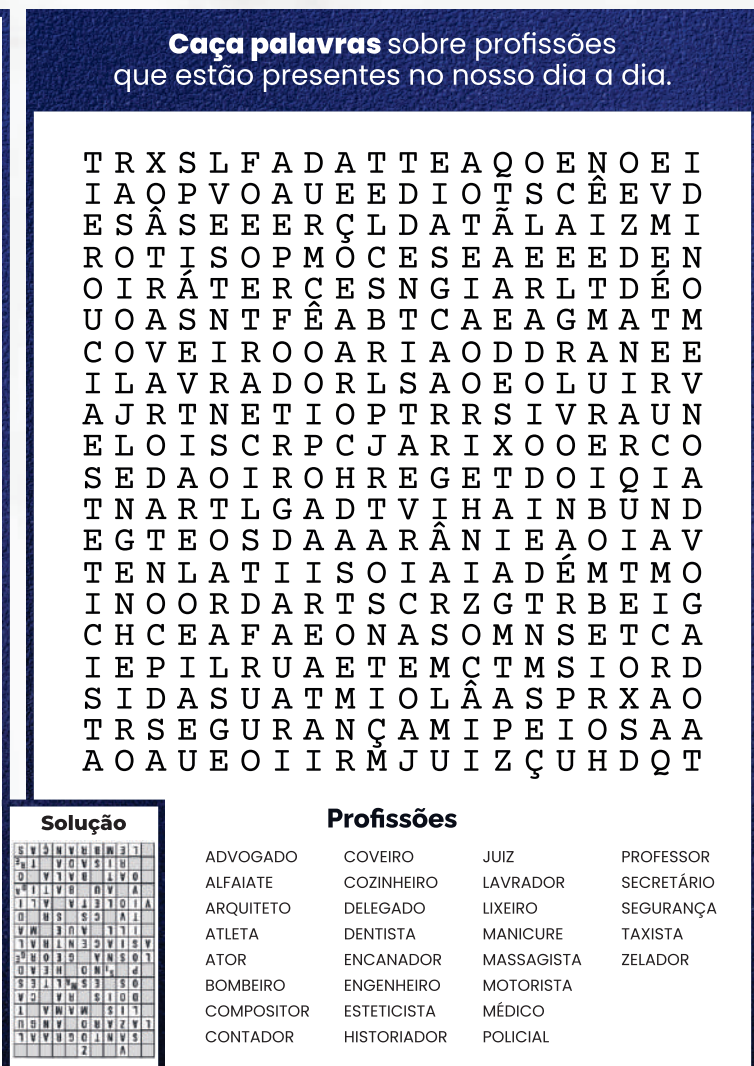 Caça palavras sobre profissões
que estão presentes no nosso dia a dia.
T R X S L F A D A T T E A Q O E N O E I
I A O P V O A U E E D I O T S C Ê E V D
E S Â S E E E R Ç L D A T Ã L A I Z M I
R O T I S O P M O C E S E A E E E D E N
O I R Á T E R C E S N G I A R L T D É O
U O A S N T F Ê A B T C A E A G M A T M
C O V E I R O O A R I A O D D R A N E E
I L A V R A D O R L S A O E O L U I R V
A J R T N E T I O P T R R S I V R A U N
E L O I S C R P C J A R I X O O E R C O
S E D A O I R O H R E G E T D O I Q I A
T N A R T L G A D T V I H A I N B U N D
E G T E O S D A A A R Â N I E A O I A V
T E N L A T I I S O I A I A D É M T M O
I N O O R D A R T S C R Z G T R B E I G
C H C E A F A E O N A S O M N S E T C A
I E P I L R U A E T E M C T M S I O R D
S I D A S U A T M I O L Â A S P R X A O
T R S E G U R A N Ç A M I P E I O S A A
A O A U E O I I R M J U I Z Ç U H D Q T
Solução
Profissões
ADVOGADO
ALFAIATE
ARQUITETO
ATLETA
ATOR
BOMBEIRO
COMPOSITOR
CONTADOR
COVEIRO
COZINHEIRO
DELEGADO
DENTISTA
ENCANADOR
ENGENHEIRO
ESTETICISTA
HISTORIADOR
JUIZ
LAVRADOR
LIXEIRO
MANICURE
MASSAGISTA
MOTORISTA
MÉDICO
POLICIAL
PROFESSOR
SECRETÁRIO
SEGURANÇA
TAXISTA
ZELADOR